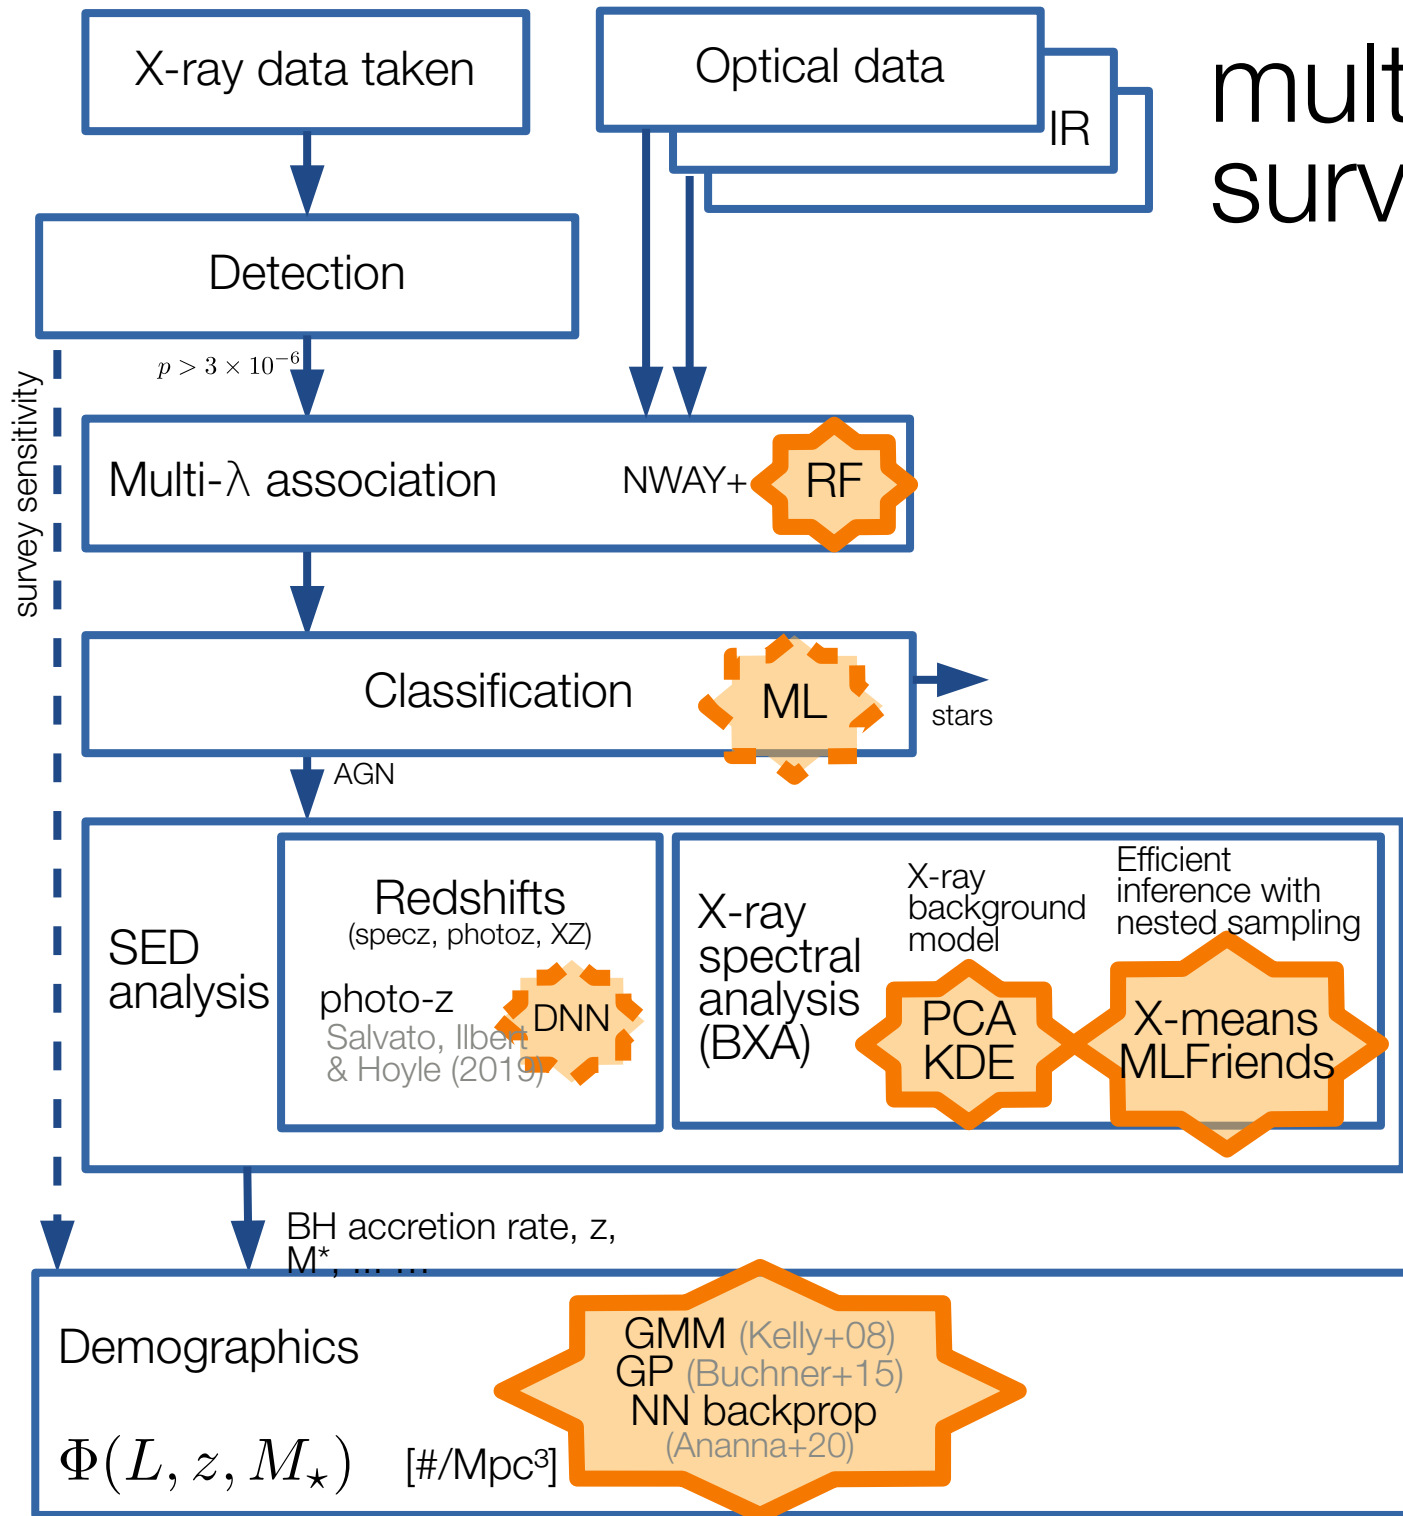 X-ray data taken
Optical data
IR
mult
surv
Detection
p > 3 × 10⁻⁶
survey sensitivity
Multi-λ association
NWAY+
RF
Classification
ML
stars
AGN
SED
analysis
Redshifts
(specz, photoz, XZ)
photo-z
Salvato, Ilbert
& Hoyle (2019)
DNN
X-ray
spectral
analysis
(BXA)
X-ray
background
model
PCA
KDE
Efficient
inference with
nested sampling
X-means
MLFriends
BH accretion rate, z,
M*, ... ...
Demographics
Φ(L, z, M⋆)
[#/Mpc³]
GMM (Kelly+08)
GP (Buchner+15)
NN backprop
(Ananna+20)